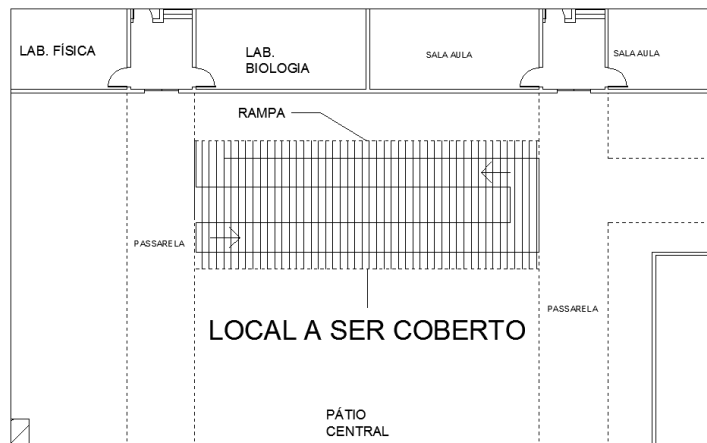 LAB. FÍSICA
LAB.
BIOLOGIA
SALA AULA
SALA AULA
RAMPA
PASSARELA
PASSARELA
LOCAL A SER COBERTO
PÁTIO
CENTRAL